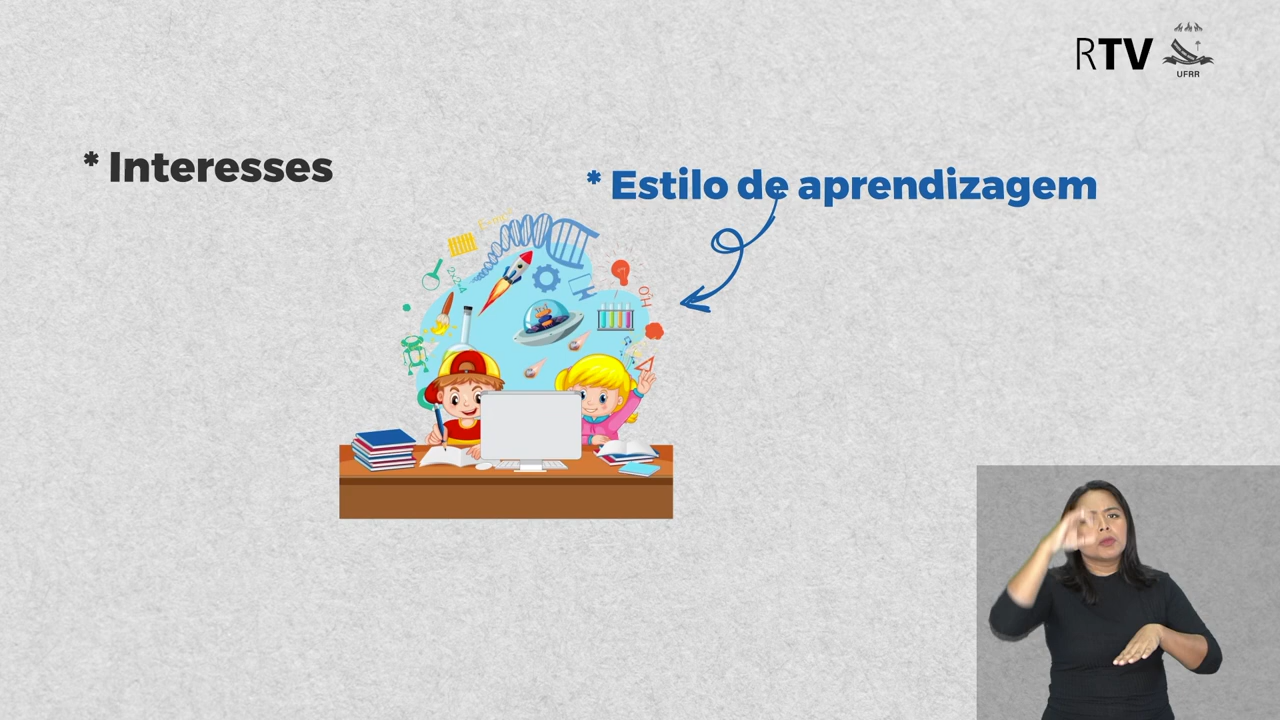 RTV
UFRR
* Interesses
* Estilo de aprendizagem